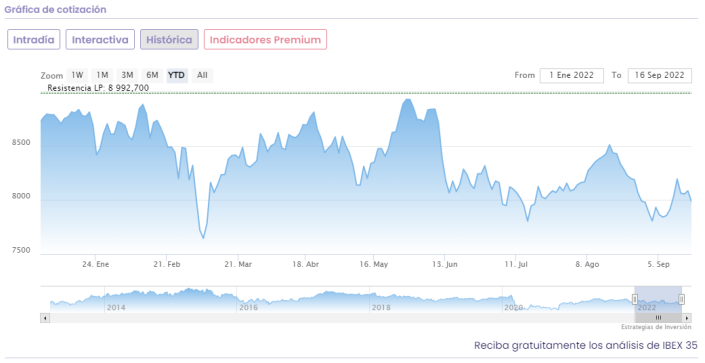 Gráfica de cotización
Intradía Interactiva Histórica Indicadores Premium
Zoom 1W 1M 3M 6M YTD All From 1 Ene 2022 To 16 Sep 2022
Resistencia LP: 8 992,700
8500
8000
7500
24. Ene 21. Feb 21. Mar 18. Abr 16. May 13. Jun 11. Jul 8. Ago 5. Sep
2014 2016 2018 2020 2022
Estrategias de Inversión
Reciba gratuitamente los análisis de IBEX 35